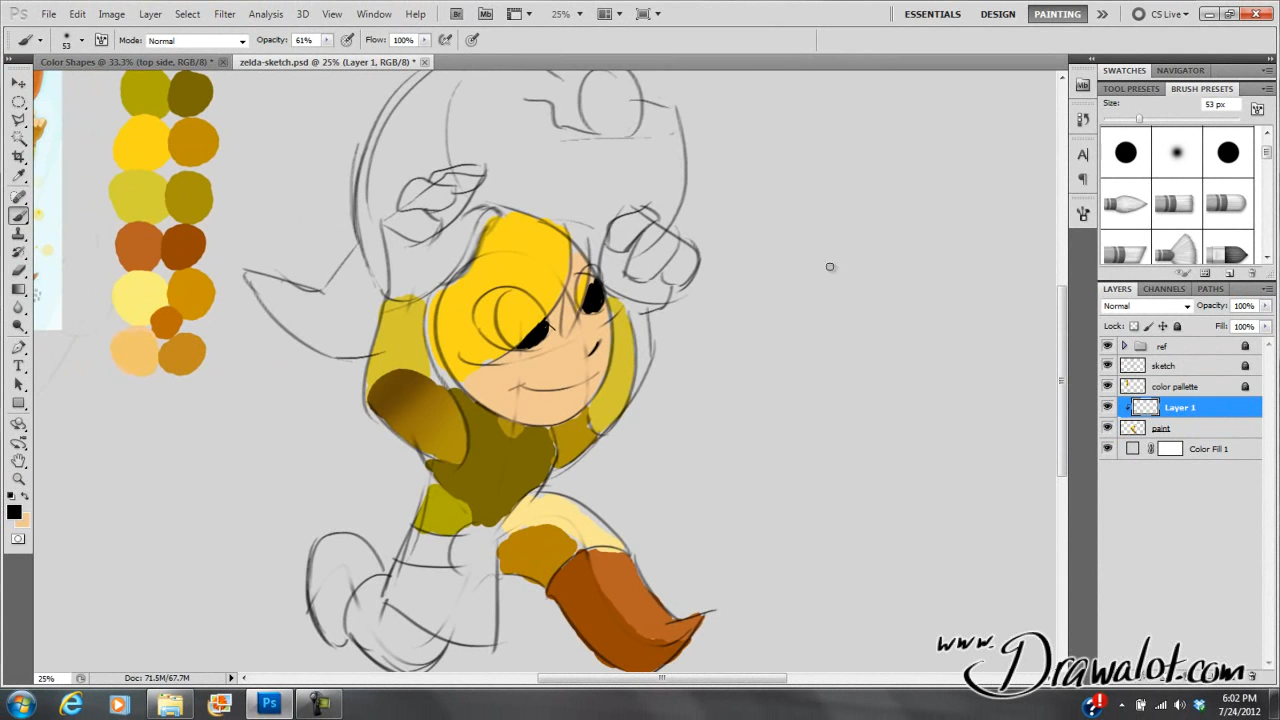 Ps File Edit Image Layer Select Filter Analysis 3D View Window Help Br Mb 25% ESSENTIALS DESIGN PAINTING CS Live
53 Mode: Normal Opacity: 61% Flow: 100%
Color Shapes @ 33.3% (top side, RGB/8) * zelda-sketch.psd @ 25% (Layer 1, RGB/8) *
SWATCHES NAVIGATOR
TOOL PRESETS BRUSH PRESETS
Size: 53 px
LAYERS CHANNELS PATHS
Normal Opacity: 100%
Lock: Fill: 100%
ref
sketch
color pallette
Layer 1
paint
Color Fill 1
www.Drawalot.com
25% Doc: 71.5M/67.7M
Ps
6:02 PM
7/24/2012